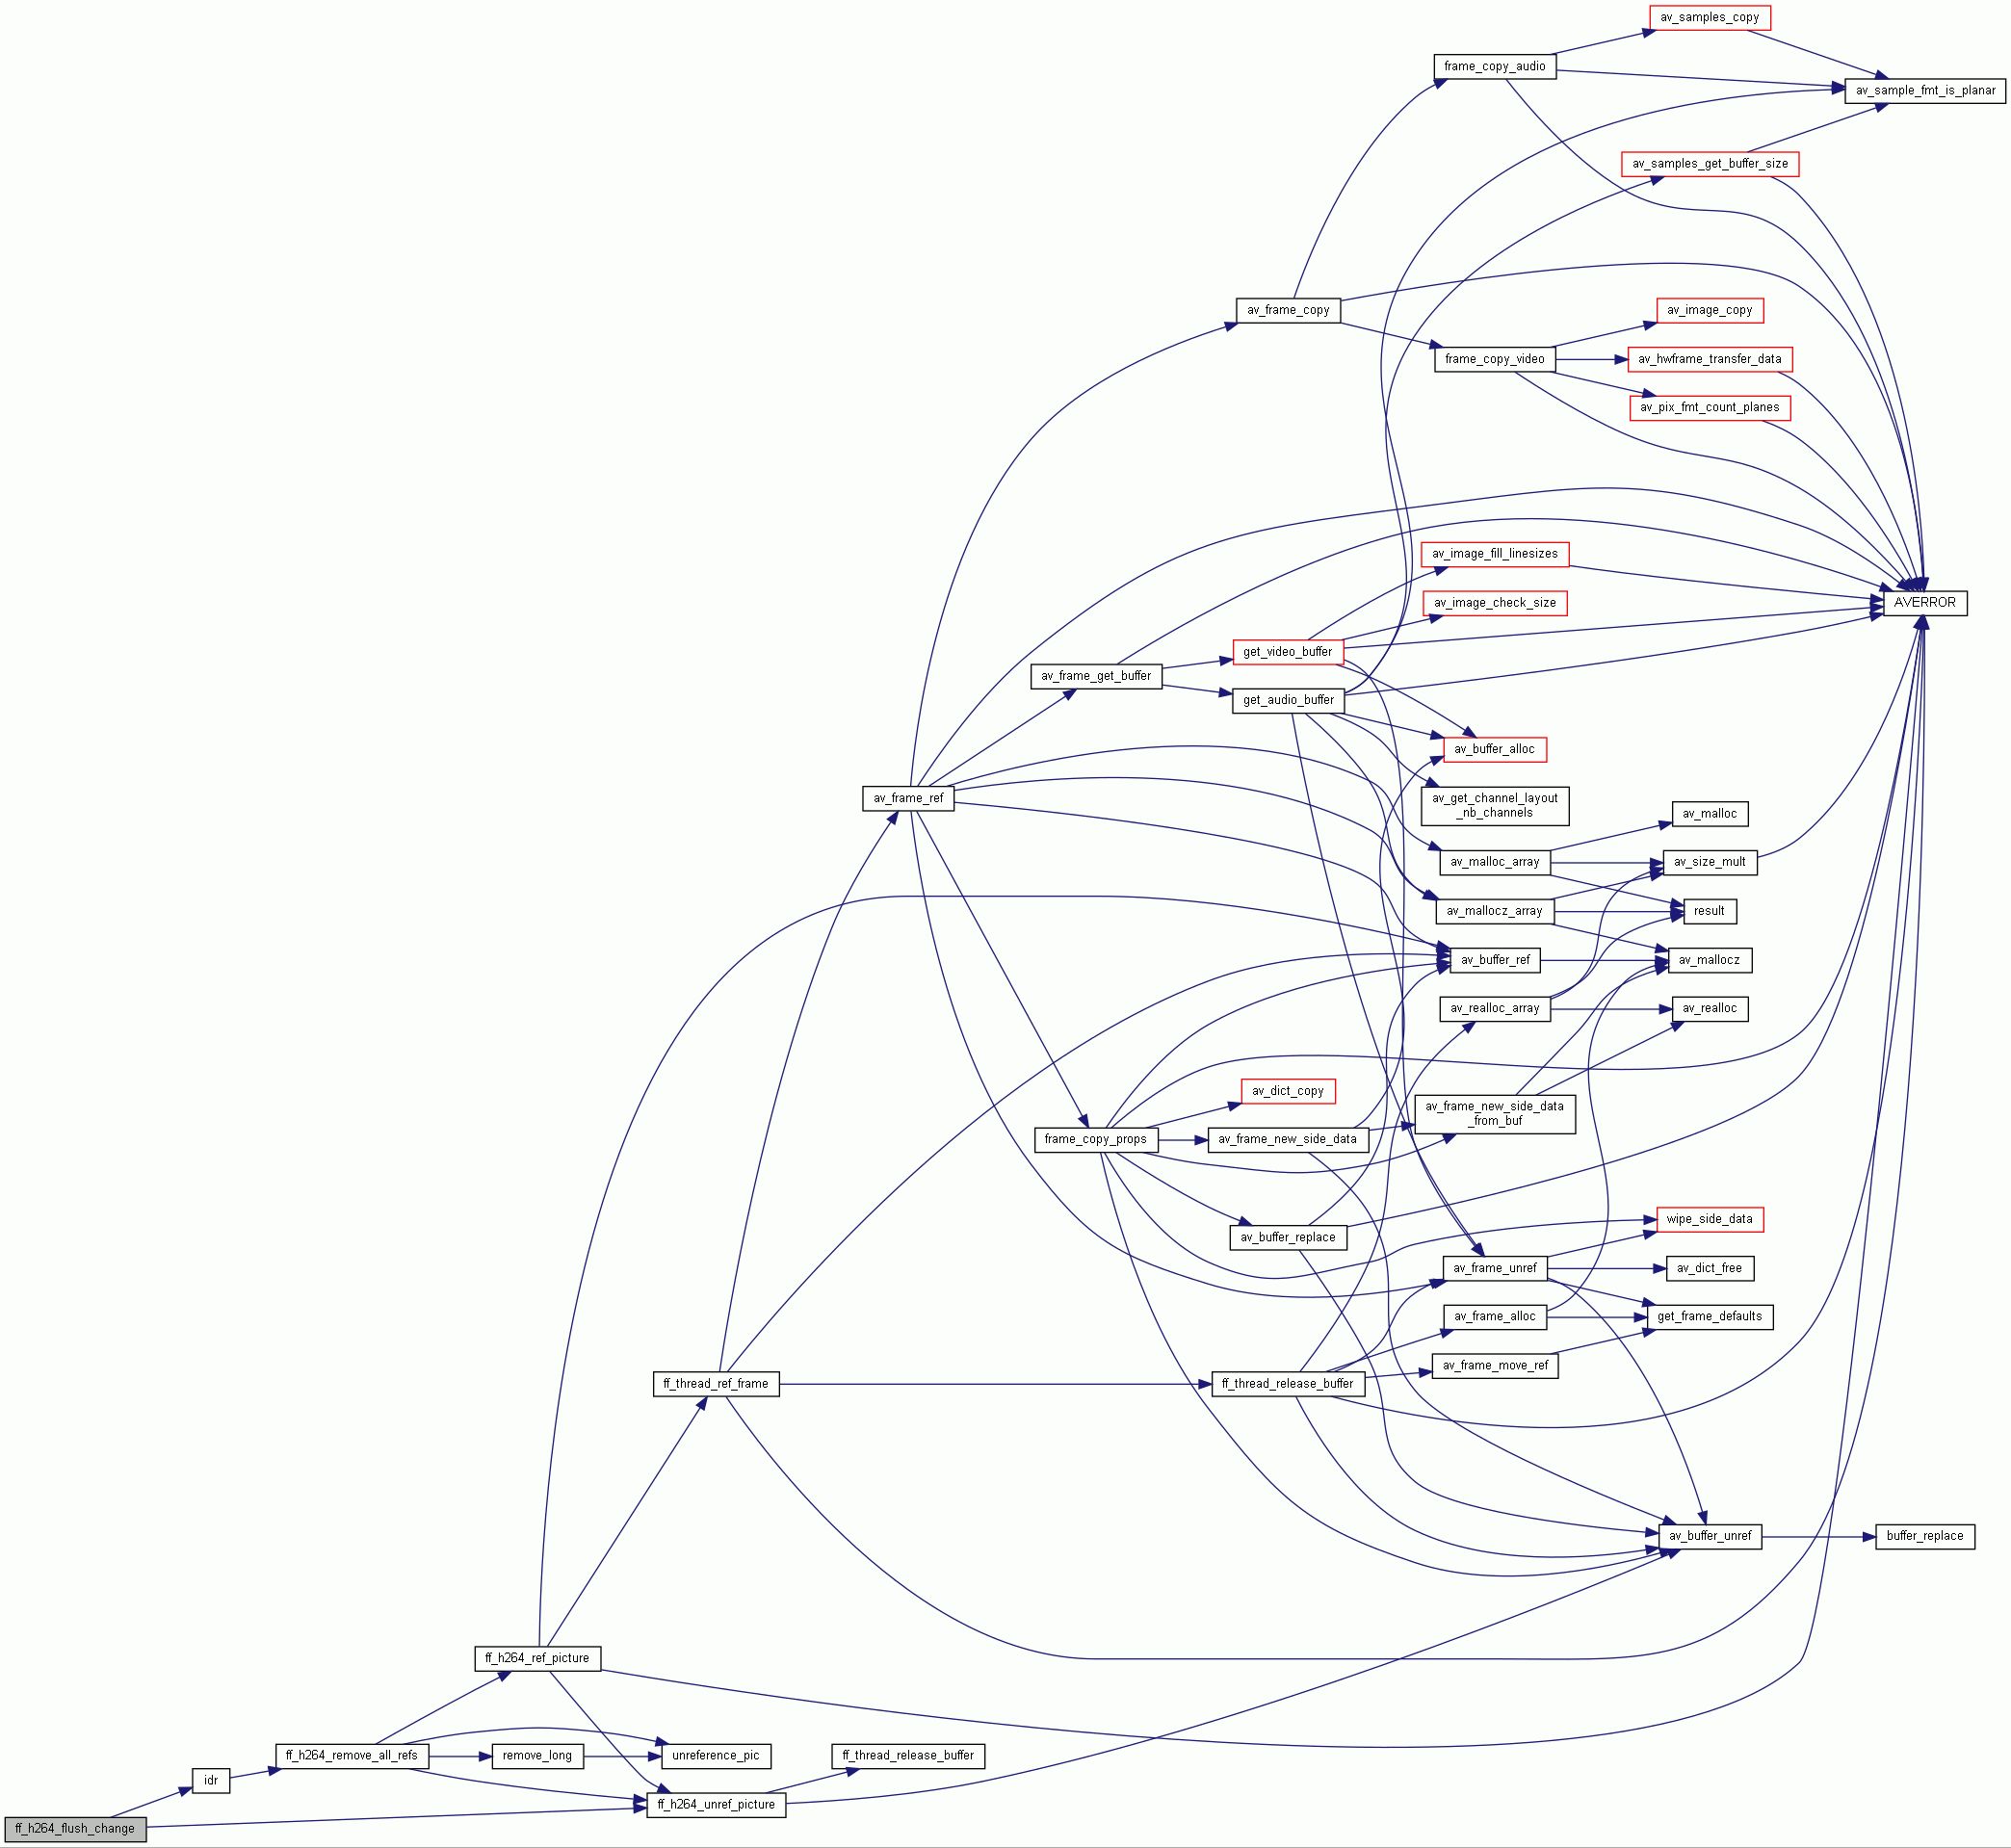 av_samples_copy
frame_copy_audio
av_sample_fmt_is_planar
av_samples_get_buffer_size
av_frame_copy
av_image_copy
frame_copy_video
av_hwframe_transfer_data
av_pix_fmt_count_planes
av_image_fill_linesizes
av_image_check_size
AVERROR
get_video_buffer
av_frame_get_buffer
get_audio_buffer
av_buffer_alloc
av_frame_ref
av_get_channel_layout
_nb_channels
av_malloc
av_malloc_array
av_size_mult
av_mallocz_array
result
av_buffer_ref
av_mallocz
av_realloc_array
av_realloc
av_dict_copy
av_frame_new_side_data
_from_buf
frame_copy_props
av_frame_new_side_data
wipe_side_data
av_buffer_replace
av_frame_unref
av_dict_free
av_frame_alloc
get_frame_defaults
av_frame_move_ref
ff_thread_ref_frame
ff_thread_release_buffer
av_buffer_unref
buffer_replace
ff_h264_ref_picture
ff_h264_remove_all_refs
remove_long
unreference_pic
ff_thread_release_buffer
idr
ff_h264_unref_picture
ff_h264_flush_change